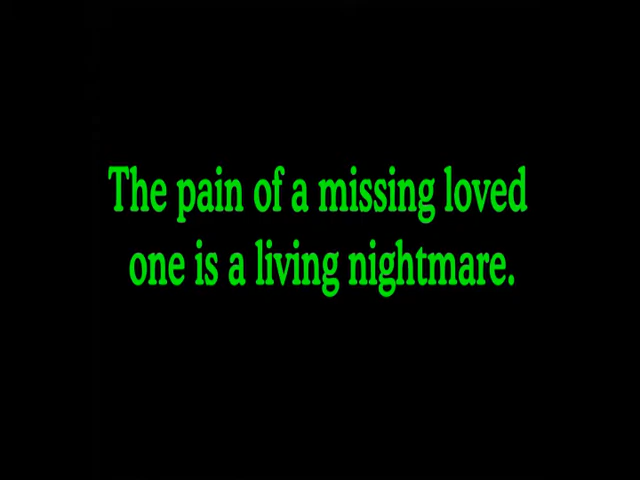 The pain of a missing loved
one is a living nightmare.